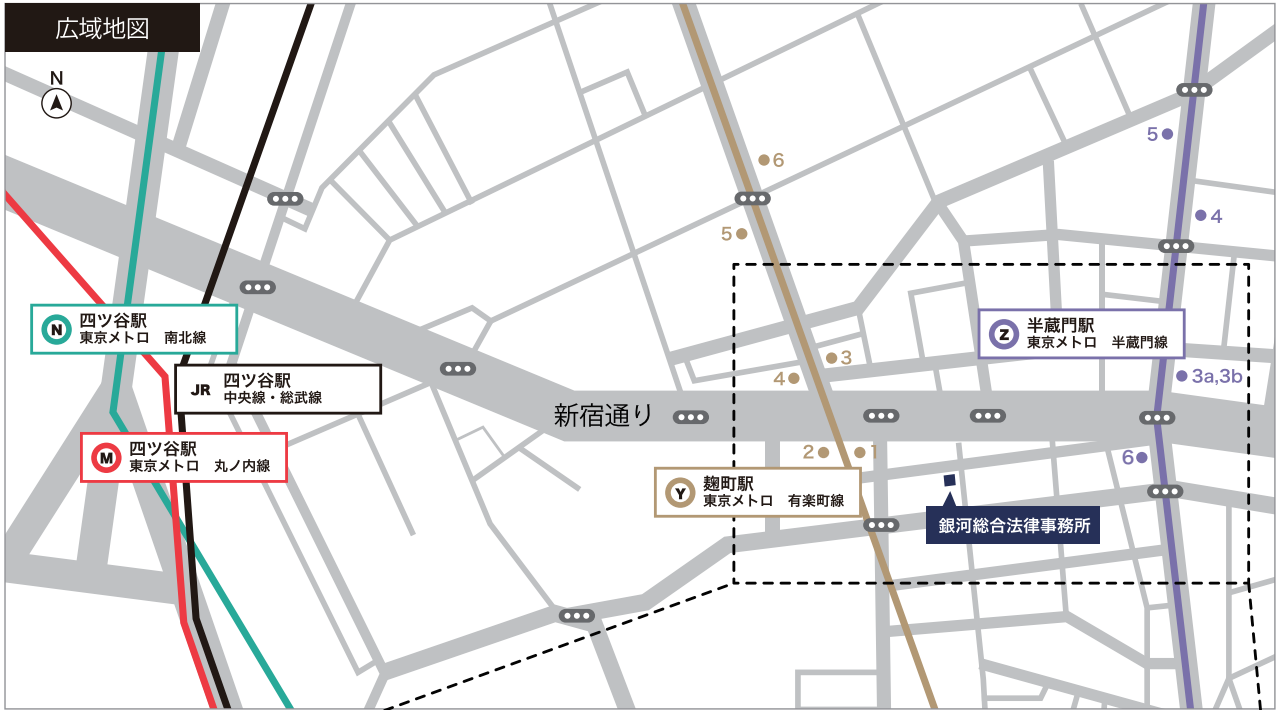 広域地図
N
6
5
5
4
N
四ツ谷駅
東京メトロ 南北線
Z
半蔵門駅
東京メトロ 半蔵門線
3
4
3a,3b
JR
四ツ谷駅
中央線・総武線
新宿通り
M
四ツ谷駅
東京メトロ 丸ノ内線
2
1
6
Y
麹町駅
東京メトロ 有楽町線
銀河総合法律事務所